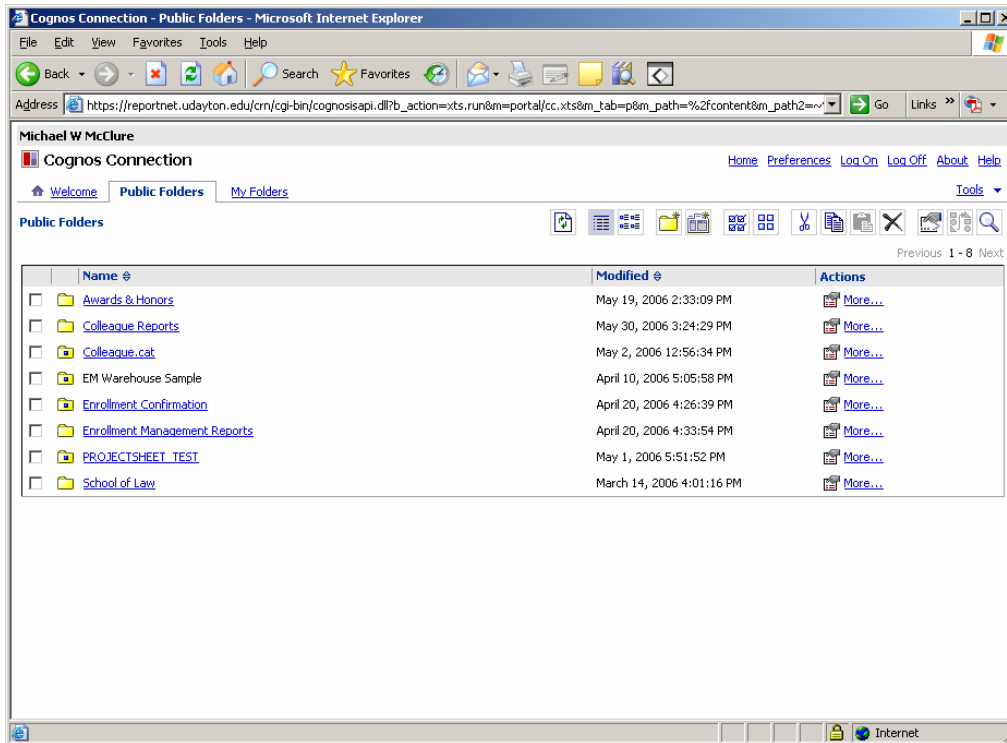 Cognos Connection - Public Folders - Microsoft Internet Explorer
File Edit View Favorites Tools Help
Back Search Favorites
Address https://reportnet.udayton.edu/crn/cgi-bin/cognosisapi.dll?b_action=xts.run&m=portal/cc.xts&m_tab=p&m_path=%2fcontent&m_path2=~ Go Links »
Michael W McClure
Cognos Connection Home Preferences Log On Log Off About Help
Welcome Public Folders My Folders Tools
Public Folders
Previous 1 - 8 Next
Name Modified Actions
Awards & Honors May 19, 2006 2:33:09 PM More...
Colleague Reports May 30, 2006 3:24:29 PM More...
Colleague.cat May 2, 2006 12:56:34 PM More...
EM Warehouse Sample April 10, 2006 5:05:58 PM More...
Enrollment Confirmation April 20, 2006 4:26:39 PM More...
Enrollment Management Reports April 20, 2006 4:33:54 PM More...
PROJECTSHEET_TEST May 1, 2006 5:51:52 PM More...
School of Law March 14, 2006 4:01:16 PM More...
Internet